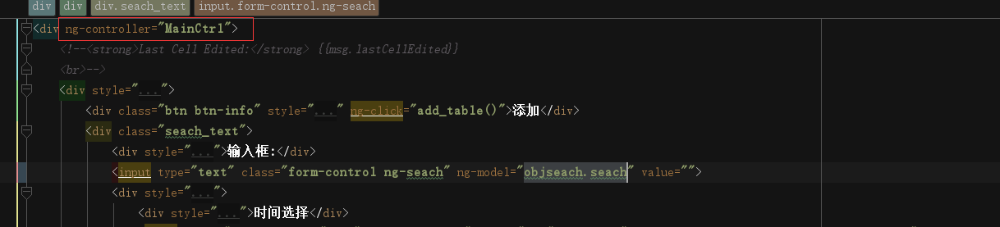 div div div.seach_text input.form-control.ng-seach
<div ng-controller="MainCtrl">
<!--<strong>Last Cell Edited:</strong> {{msg.lastCellEdited}}
<br>-->
<div style="...">
<div class="btn btn-info" style="..." ng-click="add_table()">添加</div>
<div class="seach_text">
<div style="...">输入框:</div>
<input type="text" class="form-control ng-seach" ng-model="objseach.seach" value="">
<div style="...">
<div style="...">时间选择</div>